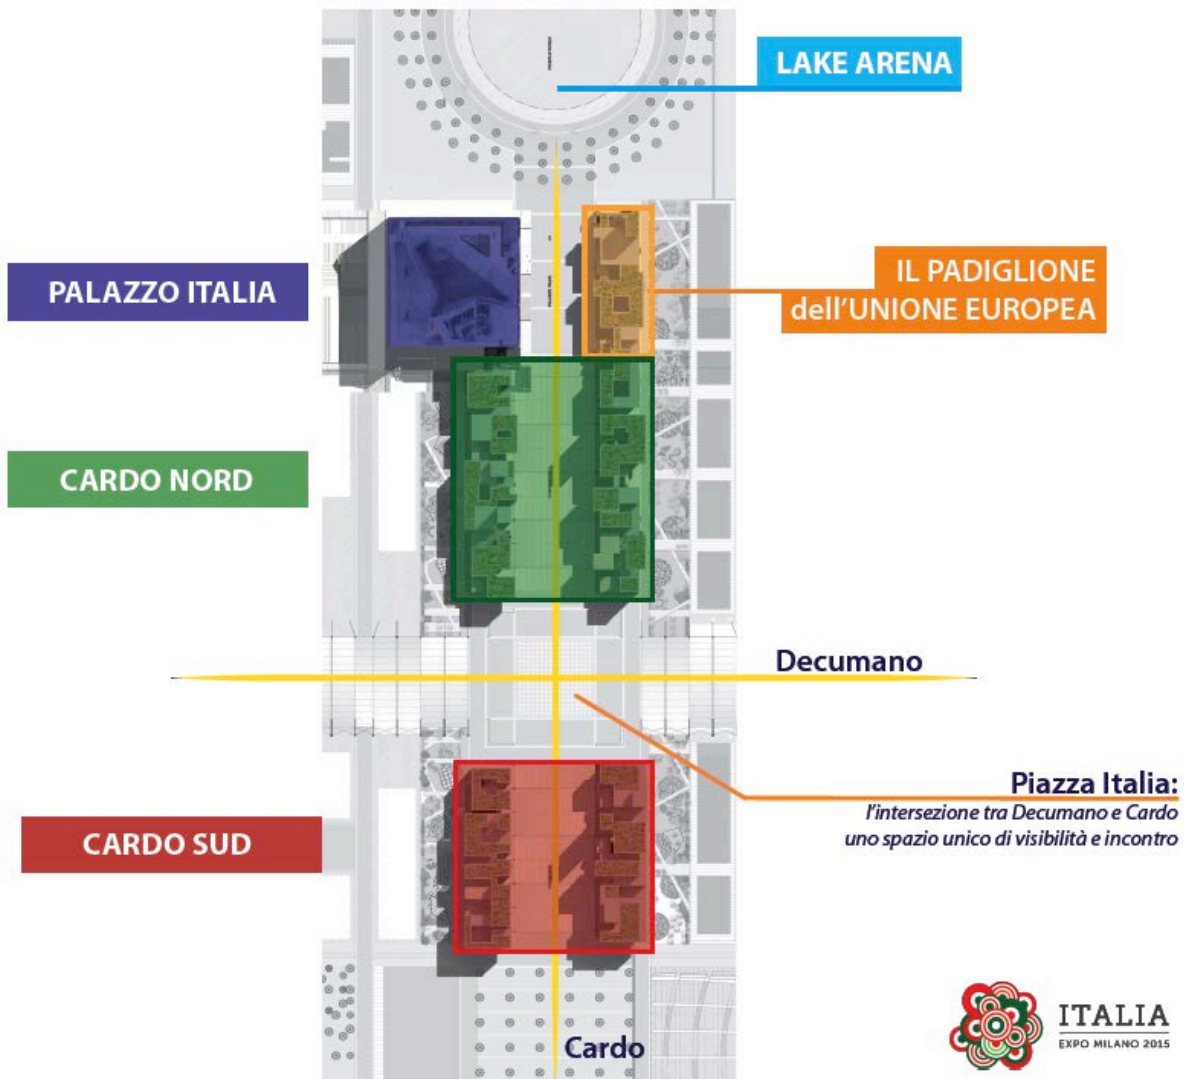 LAKE ARENA
PALAZZO ITALIA
IL PADIGLIONE
dell'UNIONE EUROPEA
CARDO NORD
Decumano
Piazza Italia:
l'intersezione tra Decumano e Cardo
uno spazio unico di visibilità e incontro
CARDO SUD
Cardo
ITALIA
EXPO MILANO 2015